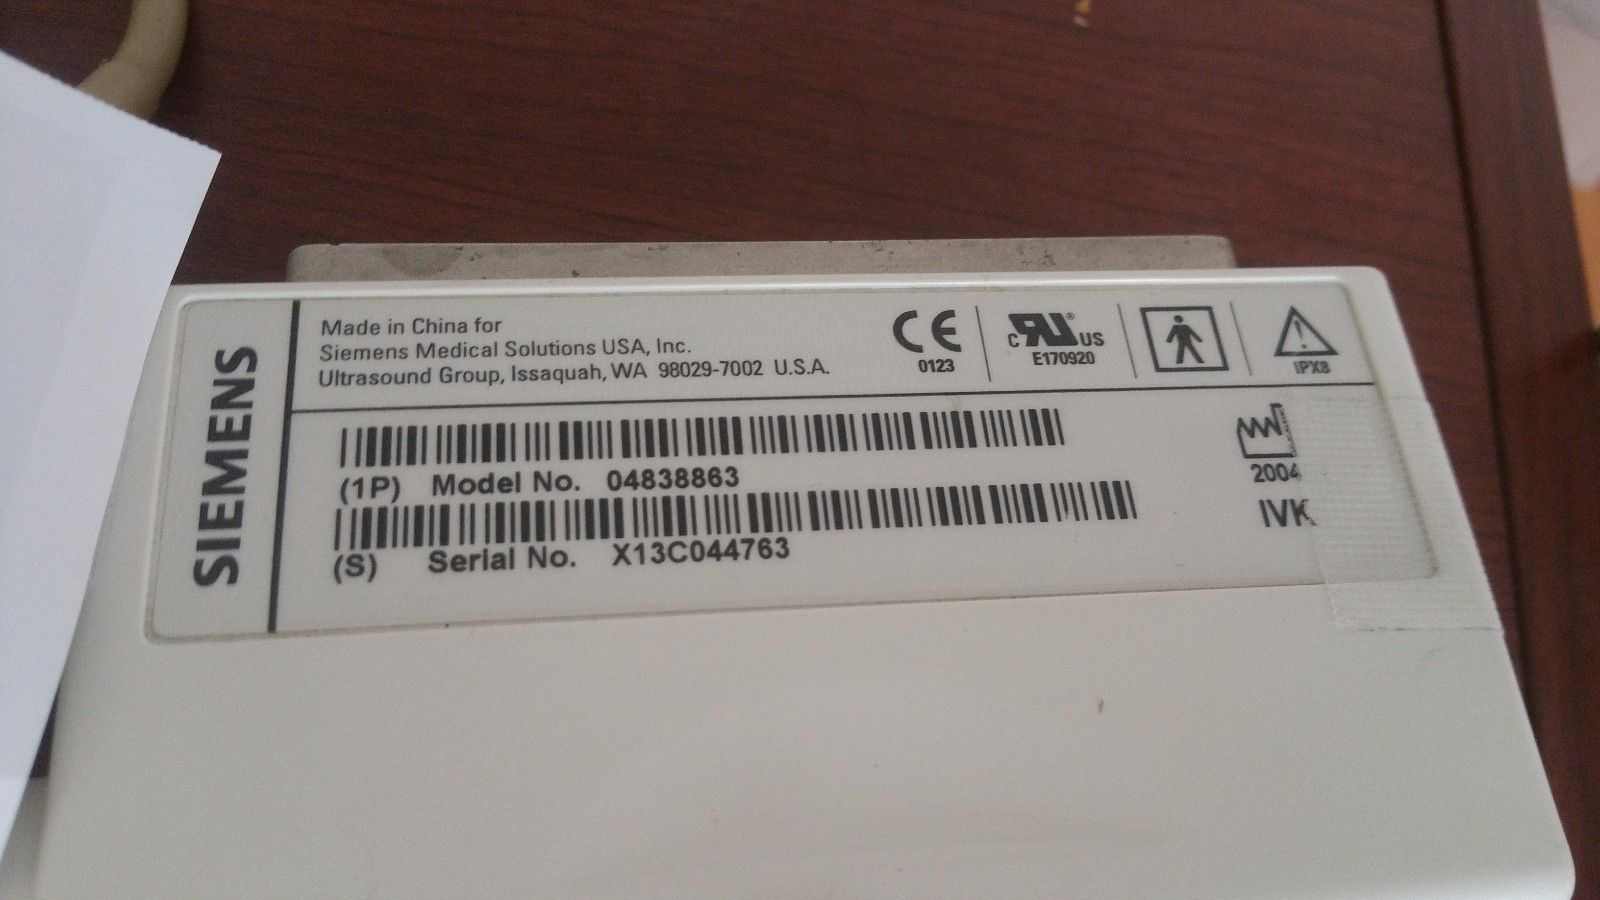 SIEMENS
Made in China for
Siemens Medical Solutions USA, Inc.
Ultrasound Group, Issaquah, WA 98029-7002 U.S.A.
CE
0123
c RU ® US
E170920
IPX8
(1P) Model No. 04838863
(S) Serial No. X13C044763
2004
IVK